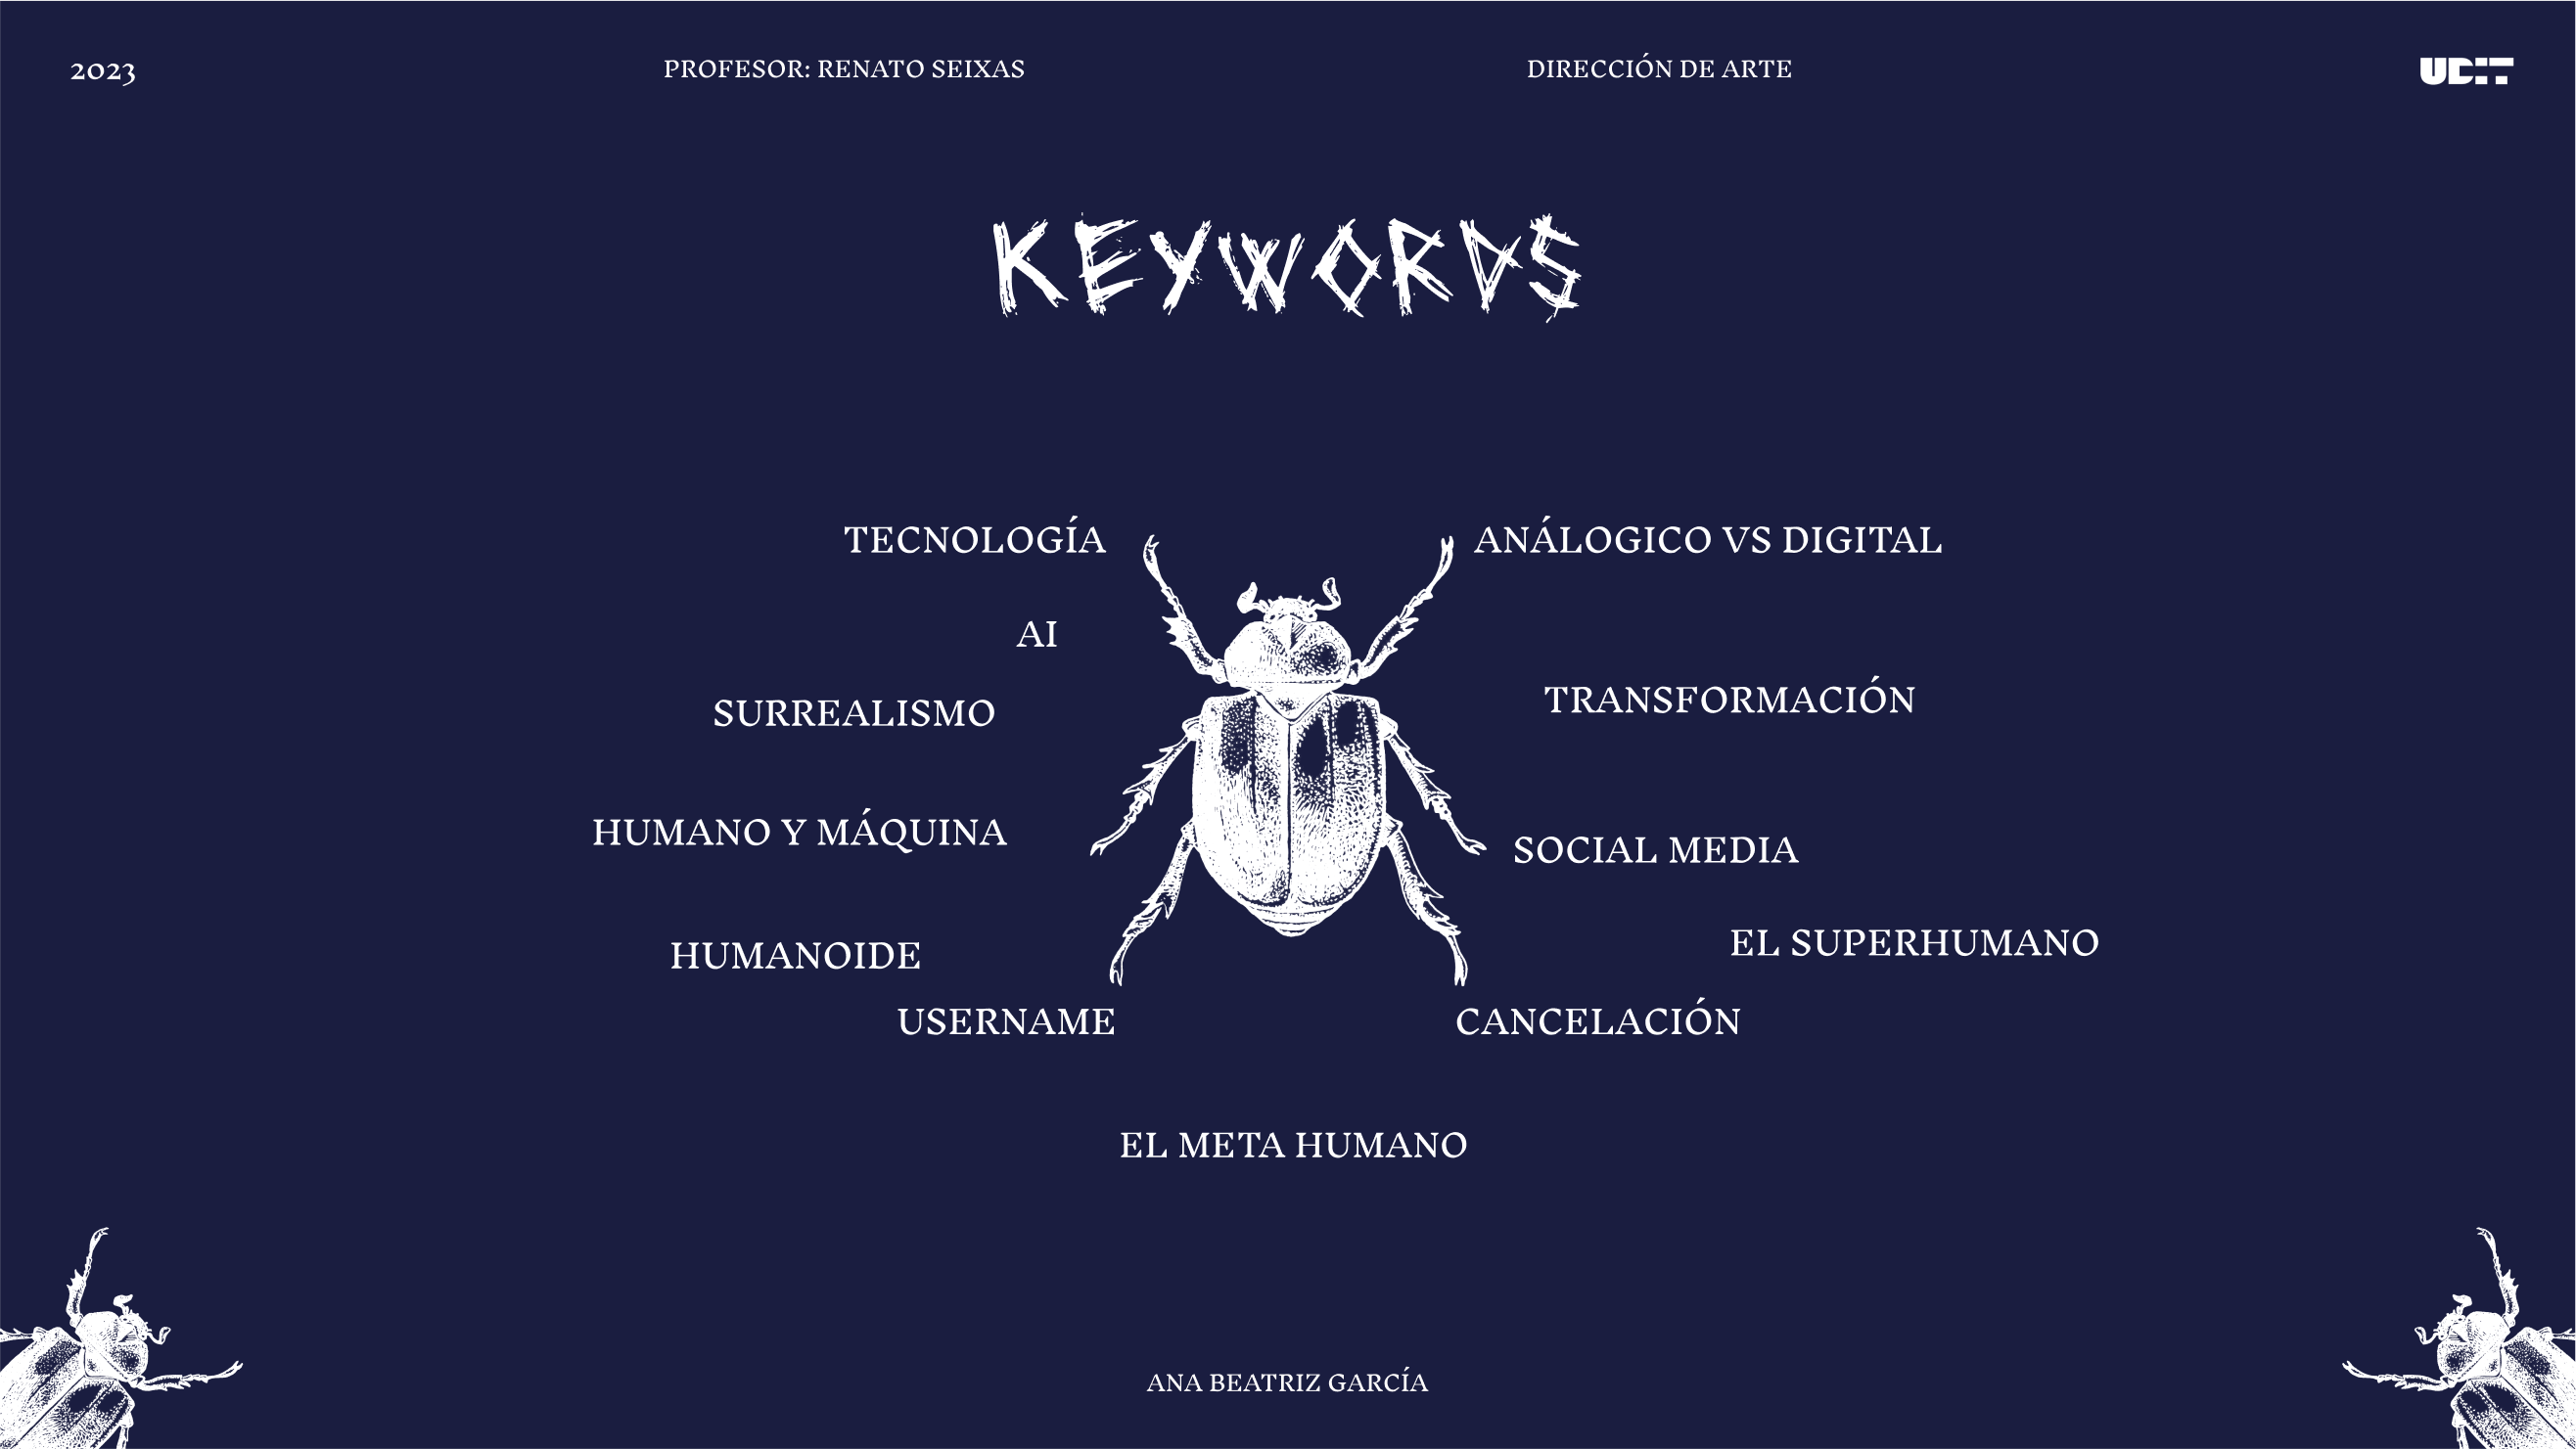 2023
PROFESOR: RENATO SEIXAS
DIRECCIÓN DE ARTE
UDIT
KEYWORDS
TECNOLOGÍA
ANÁLOGICO VS DIGITAL
AI
SURREALISMO
TRANSFORMACIÓN
HUMANO Y MÁQUINA
SOCIAL MEDIA
HUMANOIDE
EL SUPERHUMANO
USERNAME
CANCELACIÓN
EL META HUMANO
ANA BEATRIZ GARCÍA